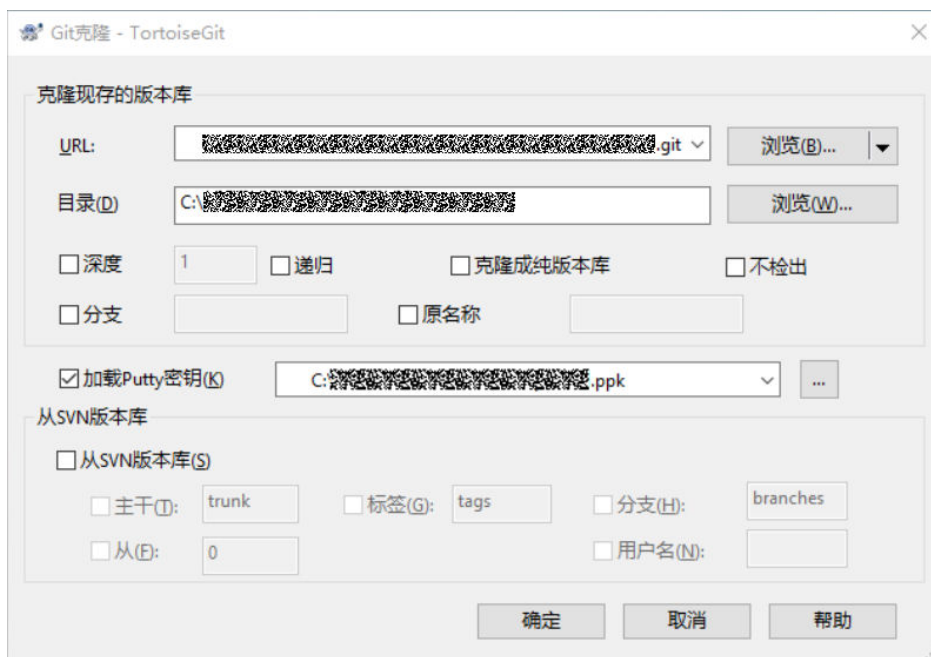 Git克隆 - TortoiseGit
克隆现存的版本库
URL: .git 浏览(B)...
目录(D) C:\ 浏览(W)...
深度 1 递归 克隆成纯版本库 不检出
分支 原名称
加载Putty密钥(K) C:\ .ppk ...
从SVN版本库
从SVN版本库(S)
主干(T): trunk 标签(G): tags 分支(H): branches
从(F): 0 用户名(N):
确定 取消 帮助